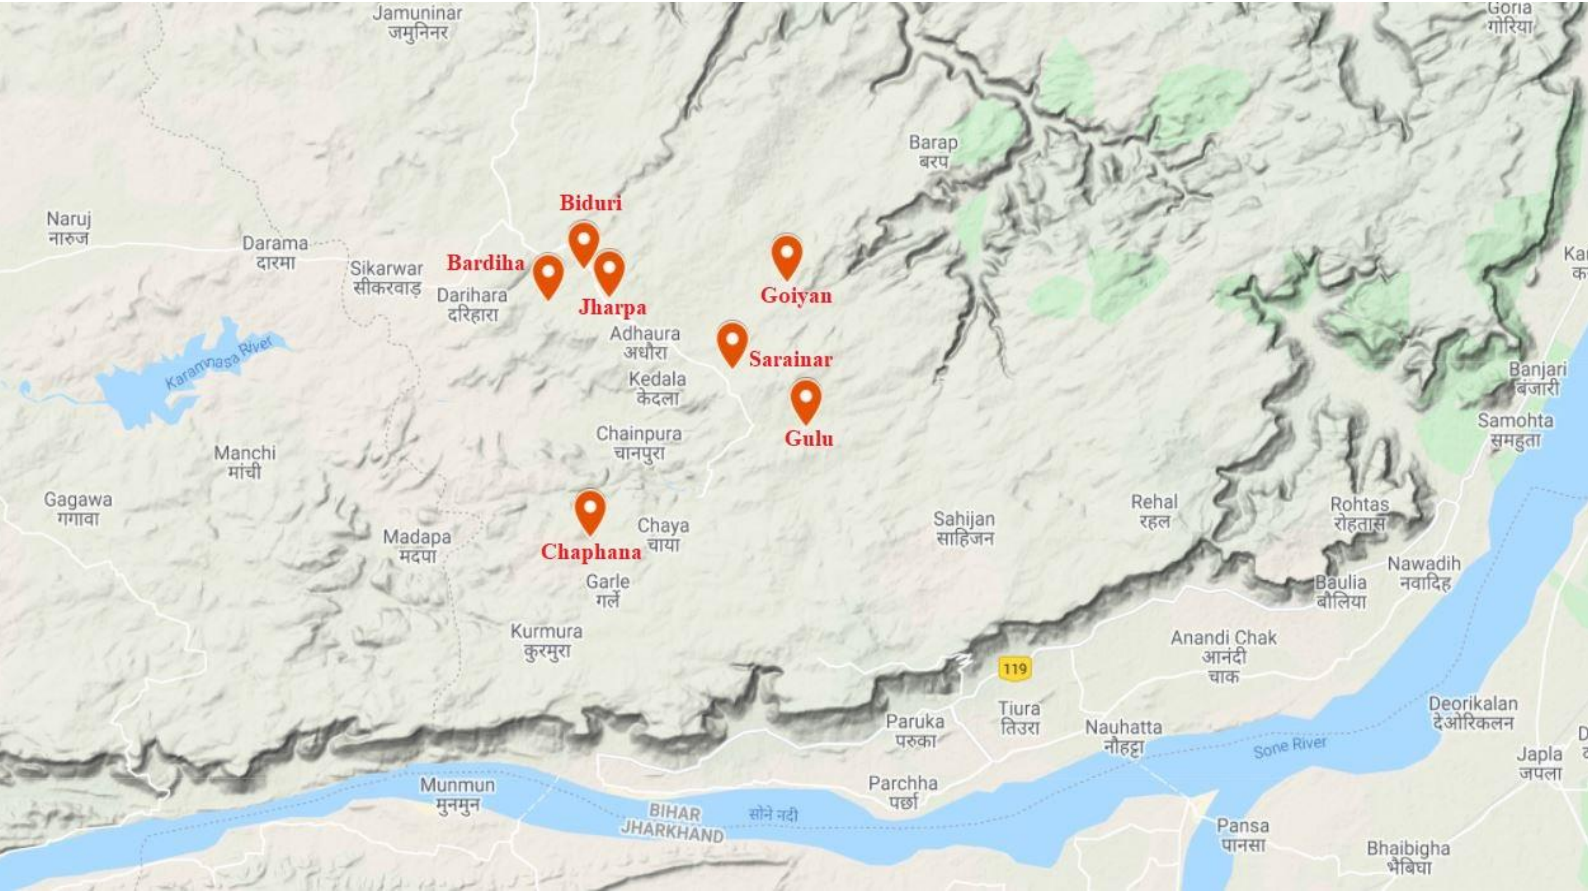 Jamuninar
जमुनिनर
Goria
गोरिया
Barap
बरप
Biduri
Naruj
नारुज
Darama
दारमा
Sikarwar
सीकरवाड़
Bardiha
Darihara
दरिहारा
Jharpa
Goiyan
Adhaura
अधौरा
Sarainar
Karamnasa River
Kedala
केदला
Banjari
बंजारी
Gulu
Samohta
समहुता
Chainpura
चानपुरा
Manchi
मांची
Gagawa
गगावा
Rehal
रहल
Rohtas
रोहतास
Sahijan
साहिजन
Chaya
चाया
Madapa
मदपा
Chaphana
Garle
गर्ले
Nawadih
नवादिह
Baulia
बौलिया
Kurmura
कुरमुरा
Anandi Chak
आनंदी
चाक
119
Tiura
तिउरा
Paruka
परुका
Nauhatta
नौहट्टा
Deorikalan
देओरिकलन
Sone River
Japla
जपला
Munmun
मुनमुन
Parchha
पर्छा
BIHAR
JHARKHAND
सोने नदी
Pansa
पानसा
Bhaibigha
भैबिघा